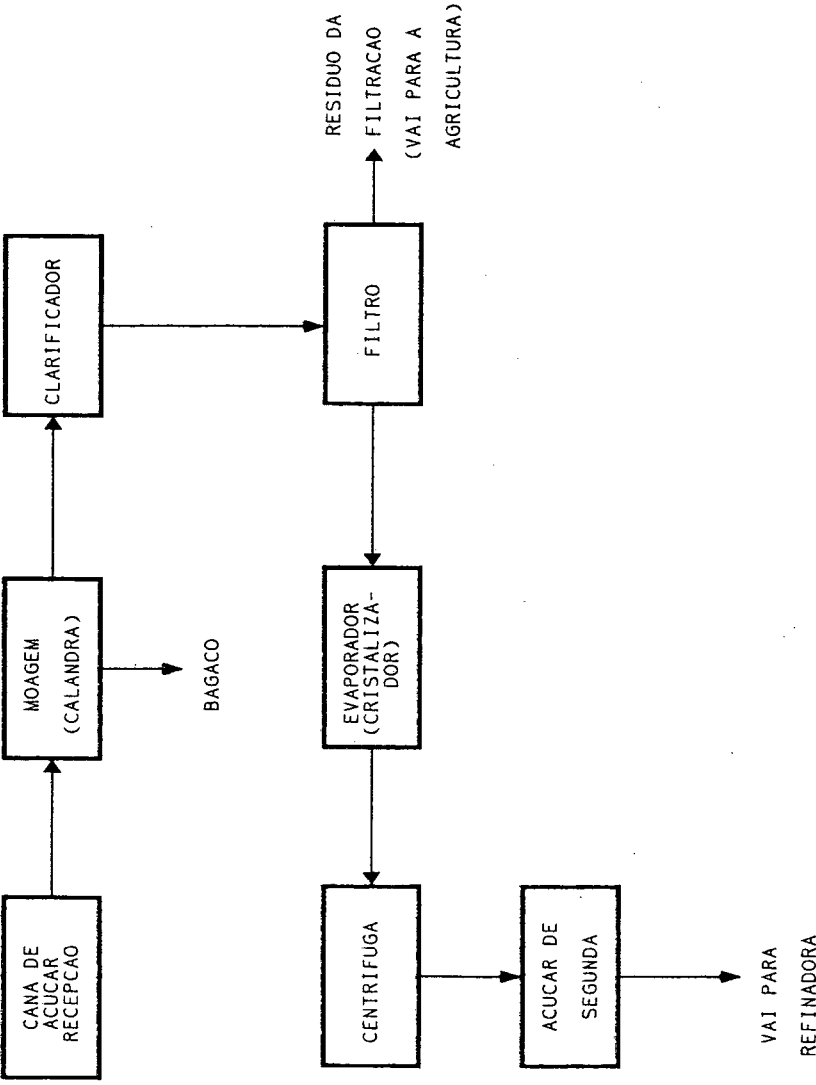 CANA DE
ACUCAR
RECEPCAO
MOAGEM
(CALANDRA)
BAGACO
CLARIFICADOR
FILTRO
RESIDUO DA
FILTRACAO
(VAI PARA A
AGRICULTURA)
EVAPORADOR
(CRISTALIZA-
DOR)
CENTRIFUGA
ACUCAR DE
SEGUNDA
VAI PARA
REFINADORA